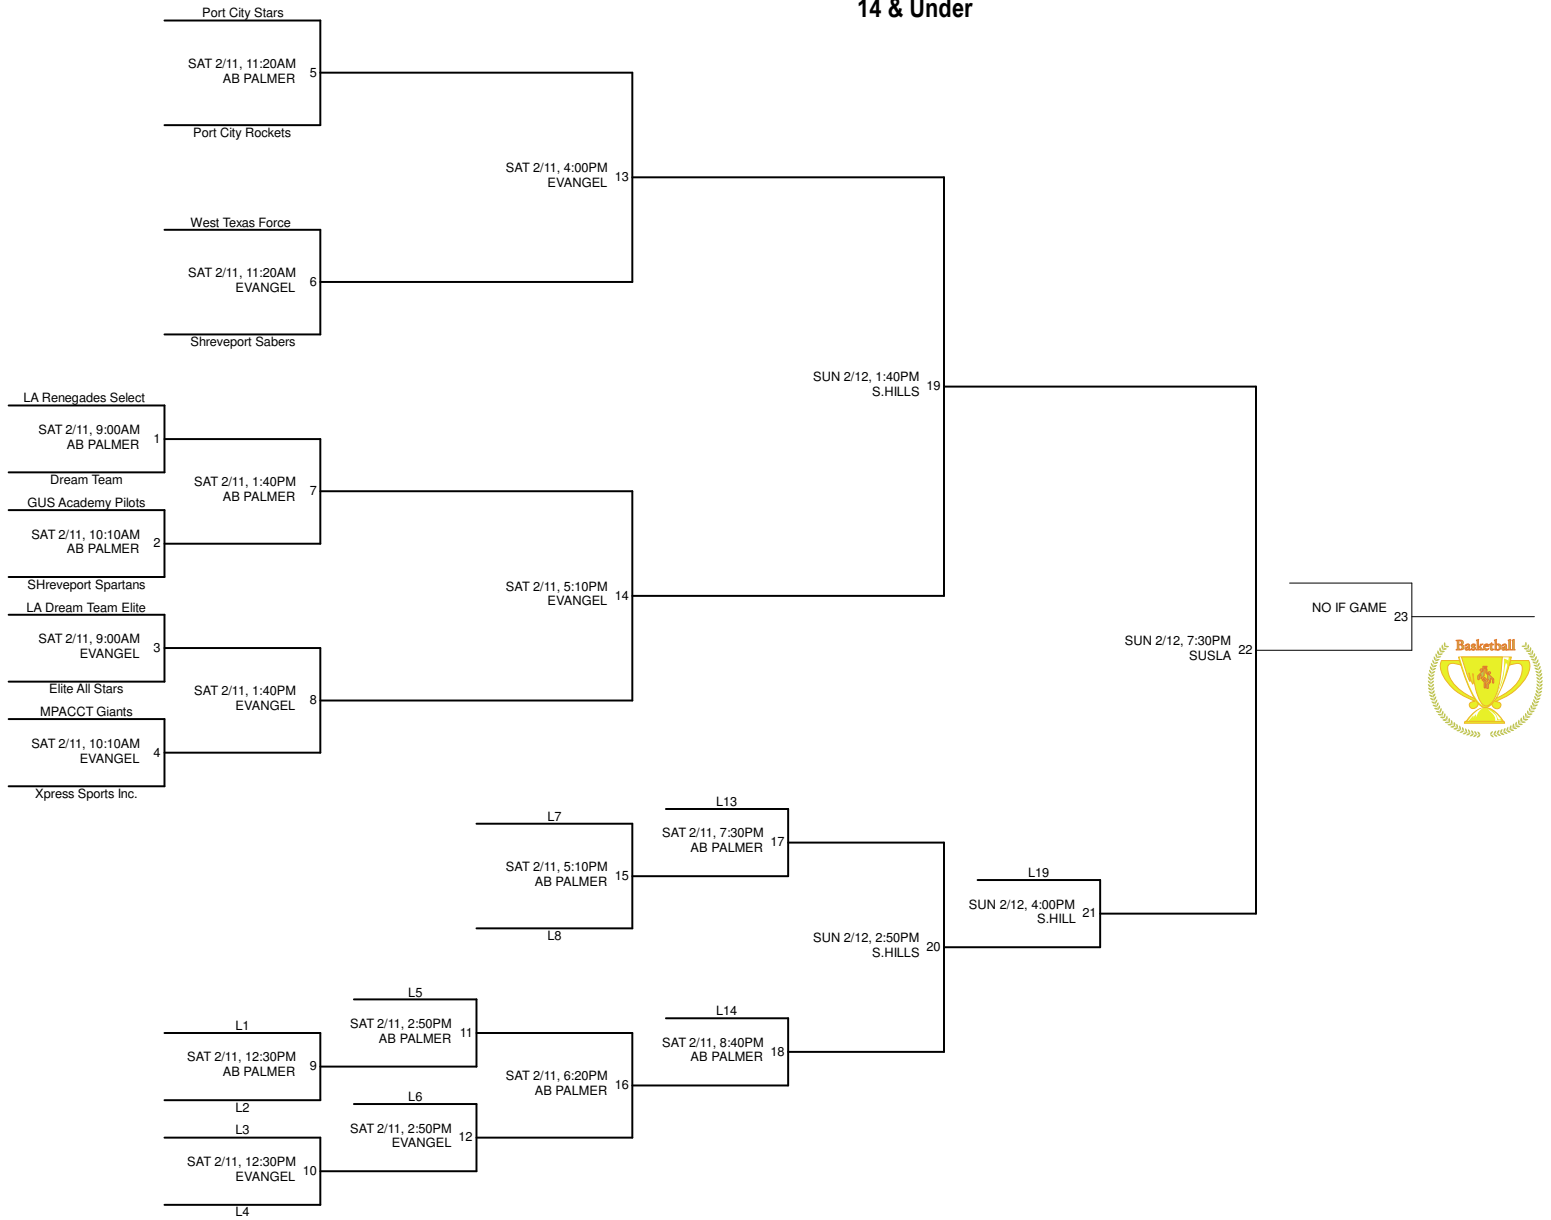 14 & Under
Port City Stars
SAT 2/11, 11:20AM
AB PALMER
5
Port City Rockets
SAT 2/11, 4:00PM
EVANGEL
13
West Texas Force
SAT 2/11, 11:20AM
EVANGEL
6
Shreveport Sabers
SUN 2/12, 1:40PM
S.HILLS
19
LA Renegades Select
SAT 2/11, 9:00AM
AB PALMER
1
Dream Team
SAT 2/11, 1:40PM
AB PALMER
7
GUS Academy Pilots
SAT 2/11, 10:10AM
AB PALMER
2
SHreveport Spartans
SAT 2/11, 5:10PM
EVANGEL
14
LA Dream Team Elite
SAT 2/11, 9:00AM
EVANGEL
3
Elite All Stars
SAT 2/11, 1:40PM
EVANGEL
8
MPACCT Giants
SAT 2/11, 10:10AM
EVANGEL
4
Xpress Sports Inc.
NO IF GAME
23
SUN 2/12, 7:30PM
SUSLA
22
Basketball
L7
SAT 2/11, 5:10PM
AB PALMER
15
L8
L13
SAT 2/11, 7:30PM
AB PALMER
17
L19
SUN 2/12, 4:00PM
S.HILL
21
SUN 2/12, 2:50PM
S.HILLS
20
L5
SAT 2/11, 2:50PM
AB PALMER
11
L14
SAT 2/11, 8:40PM
AB PALMER
18
L1
SAT 2/11, 12:30PM
AB PALMER
9
L2
SAT 2/11, 6:20PM
AB PALMER
16
L6
SAT 2/11, 2:50PM
EVANGEL
12
L3
SAT 2/11, 12:30PM
EVANGEL
10
L4